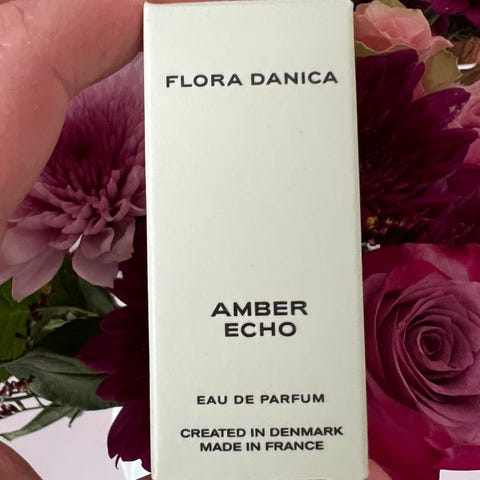 FLORA DANICA
AMBER
ECHO
EAU DE PARFUM
CREATED IN DENMARK
MADE IN FRANCE